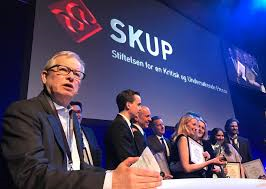 SKUP
Stiftelsen for en Kritisk og Undersøkende Presse